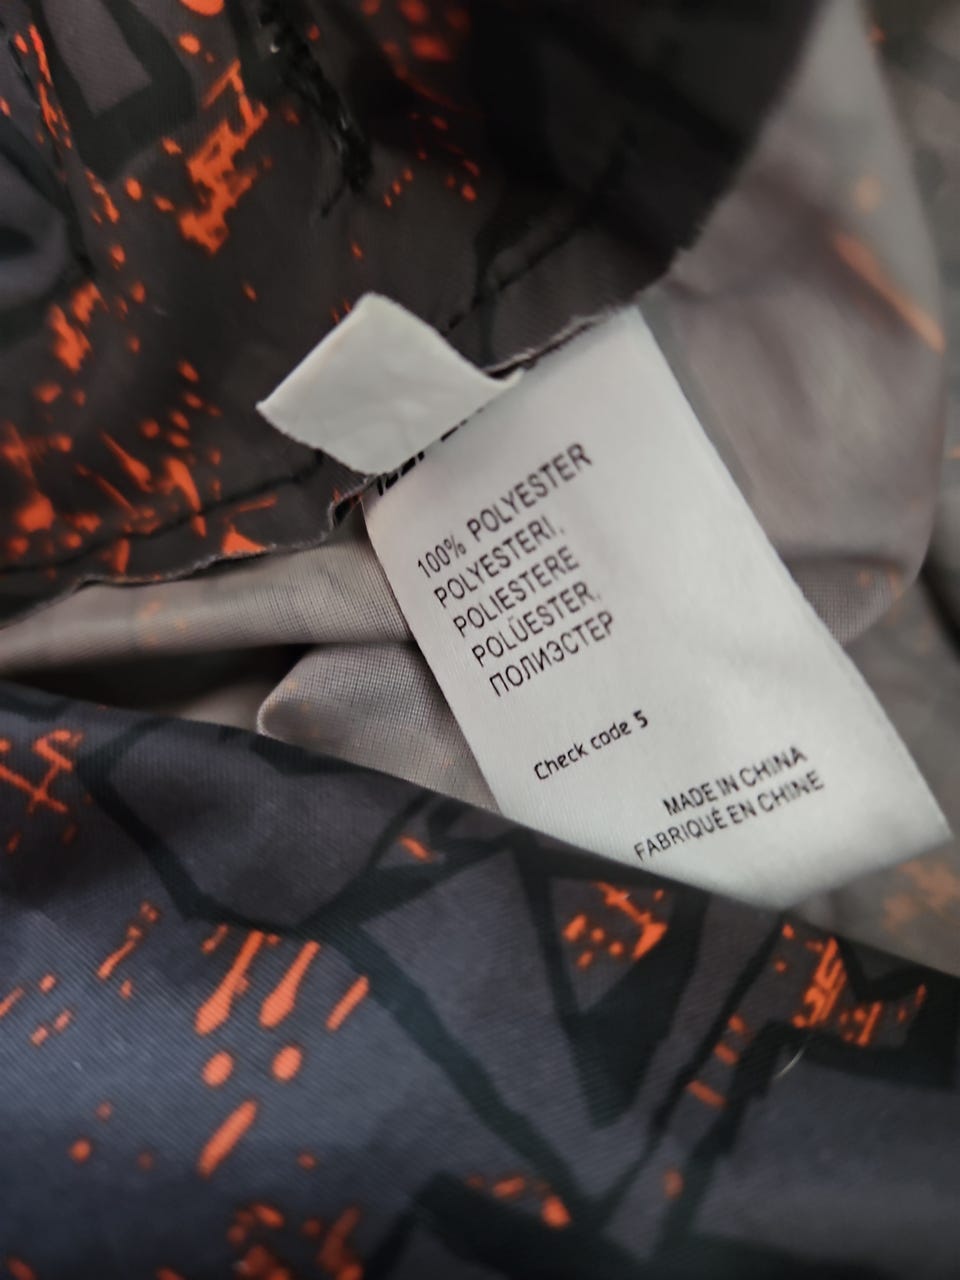 100% POLYESTER
POLYESTERI,
POLIESTERE
POLÜESTER,
ПОЛИЭСТЕР
Check code 5
MADE IN CHINA
FABRIQUÉ EN CHINE